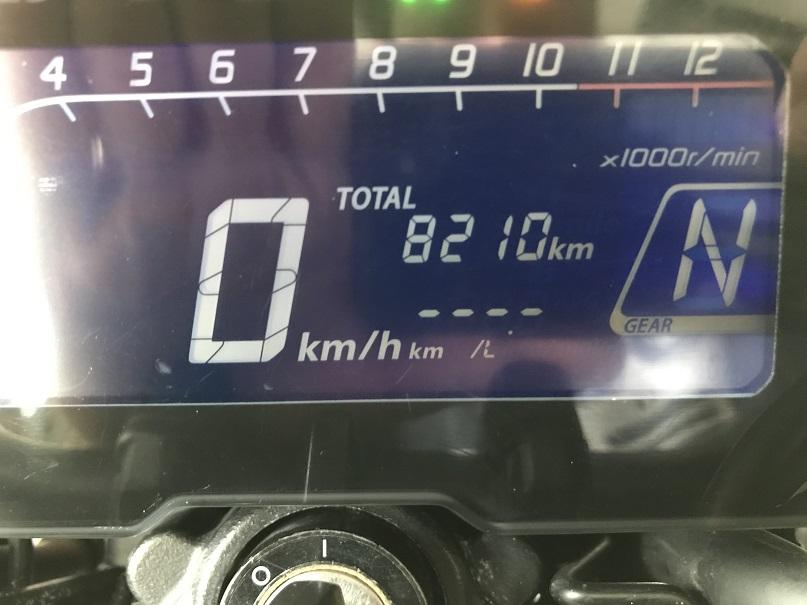 4 5 6 7 8 9 10 11 12
x1000r/min
TOTAL
8210km
N
GEAR
----
0 km/h km /L
I
O